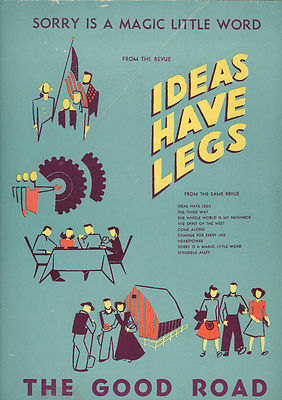 SORRY IS A MAGIC LITTLE WORD
FROM THE REVUE
IDEAS
HAVE
LEGS
FROM THE SAME REVUE
IDEAS HAVE LEGS
THE THIRD WAY
THE WHOLE WORLD IS MY NEIGHBOR
THE SPIRIT OF THE WEST
COME ALONG
CHANGE FOR EVERY JOE
HEARTPOWER
SORRY IS A MAGIC LITTLE WORD
STRUGGLE ALLEY
THE GOOD ROAD